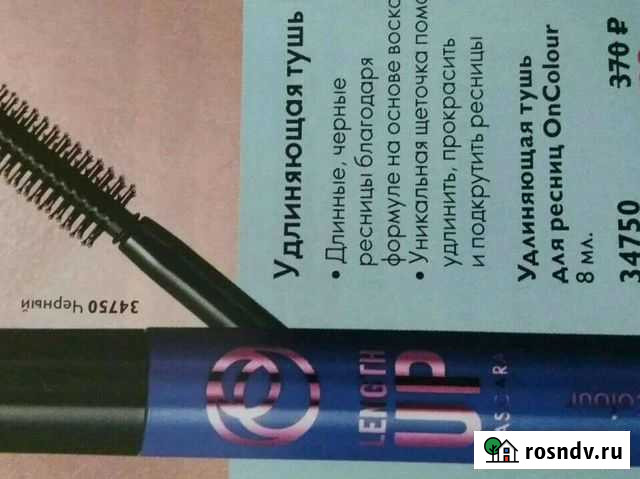 Удлиняющая тушь
• Длинные, черные
ресницы благодаря
формуле на основе
• Уникальная щеточка
удлинить, прокрасить
и подкрутить ресницы
Удлиняющая тушь
для ресниц OnColour
8 мл.
370 ₽
34750
34750 Черный
LENGTH
UP
rosndv.ru